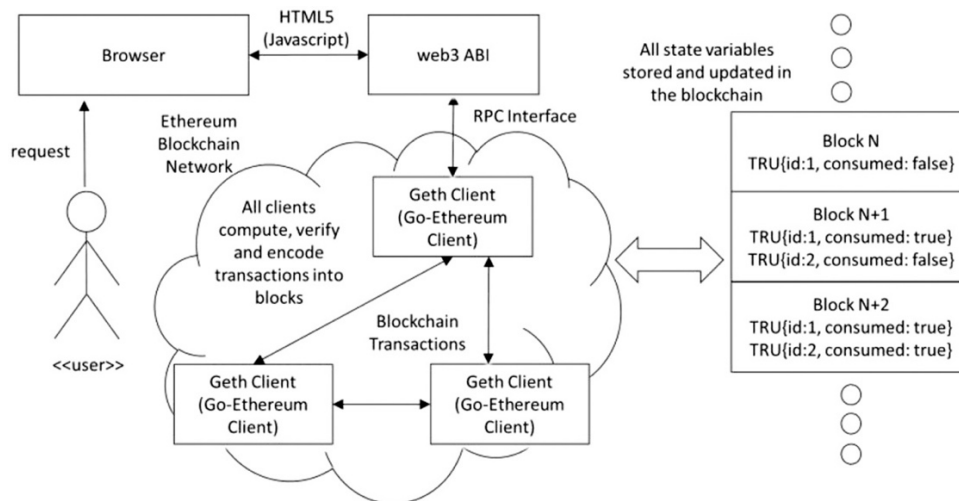 HTML5
(Javascript)
Browser
web3 ABI
All state variables
stored and updated in
the blockchain
request
Ethereum
Blockchain
Network
RPC Interface
All clients
compute, verify
and encode
transactions into
blocks
Geth Client
(Go-Ethereum
Client)
Blockchain
Transactions
<<user>>
Geth Client
(Go-Ethereum
Client)
Geth Client
(Go-Ethereum
Client)
Block N
TRU{id:1, consumed: false}
Block N+1
TRU{id:1, consumed: true}
TRU{id:2, consumed: false}
Block N+2
TRU{id:1, consumed: true}
TRU{id:2, consumed: true}